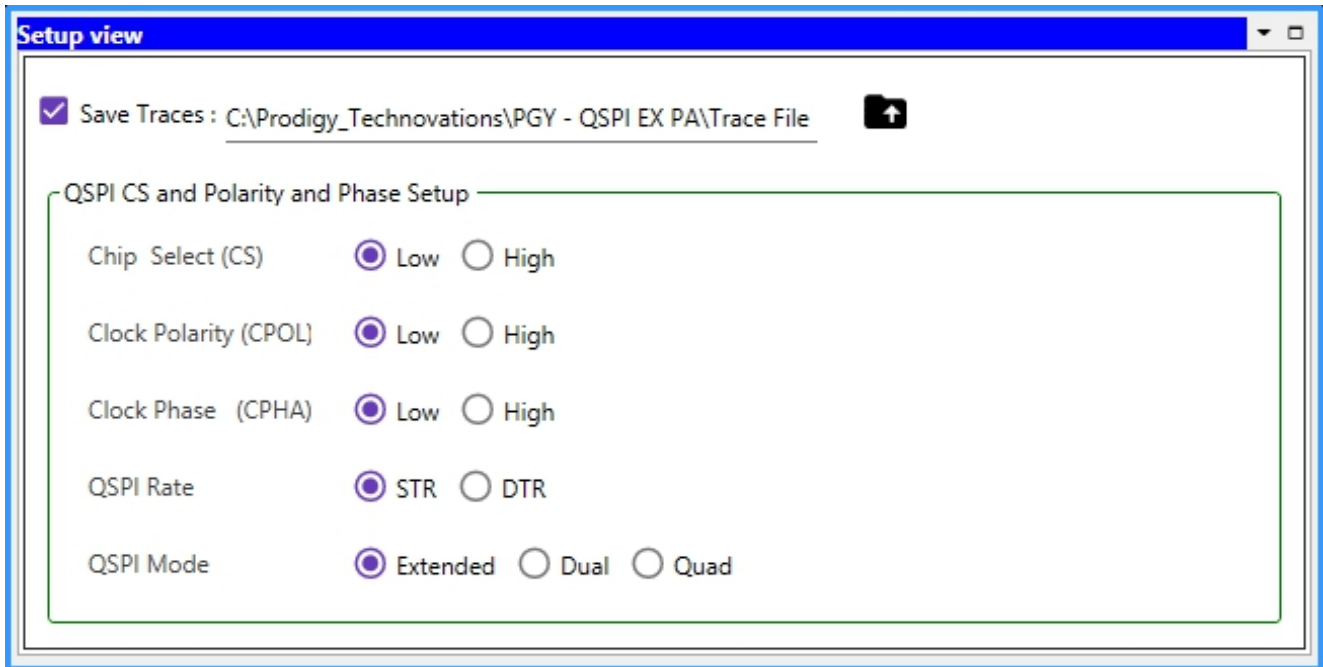 Setup view
Save Traces : C:\Prodigy_Technovations\PGY - QSPI EX PA\Trace File
QSPI CS and Polarity and Phase Setup
Chip  Select (CS) Low High
Clock Polarity (CPOL) Low High
Clock Phase   (CPHA) Low High
QSPI Rate STR DTR
QSPI Mode Extended Dual Quad